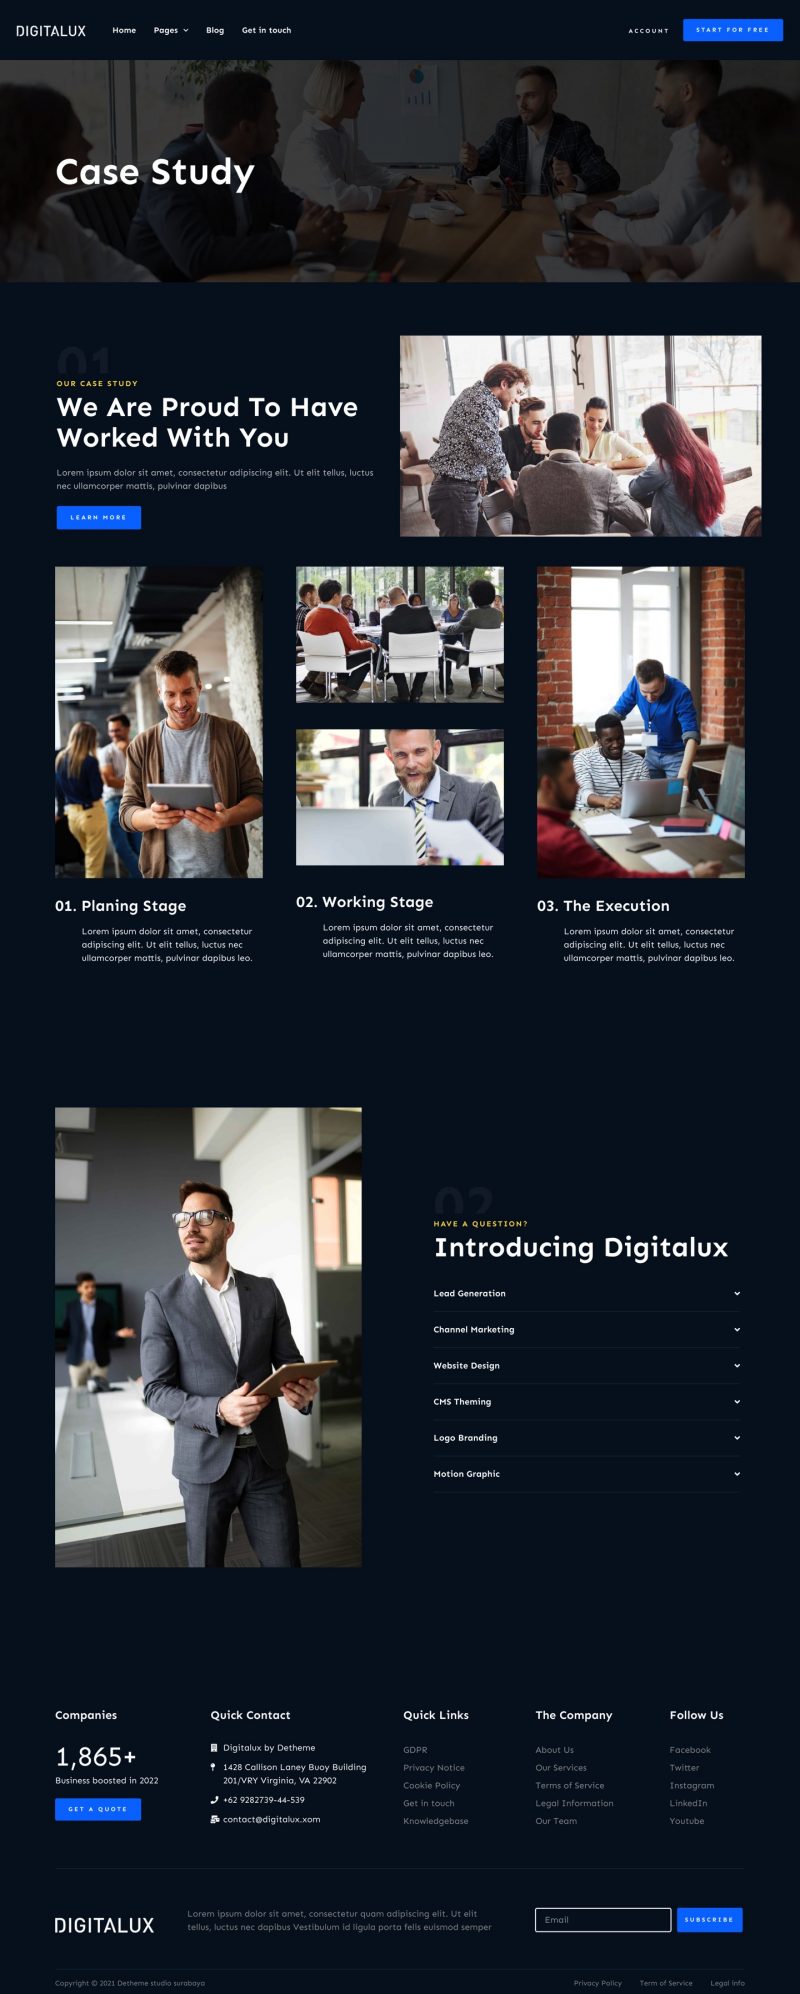 DIGITALUX
Home
Pages
Blog
Get in touch
ACCOUNT
START FOR FREE
Case Study
01
OUR CASE STUDY
We Are Proud To Have
Worked With You
Lorem ipsum dolor sit amet, consectetur adipiscing elit. Ut elit tellus, luctus
nec ullamcorper mattis, pulvinar dapibus
LEARN MORE
01. Planing Stage
Lorem ipsum dolor sit amet, consectetur
adipiscing elit. Ut elit tellus, luctus nec
ullamcorper mattis, pulvinar dapibus leo.
02. Working Stage
Lorem ipsum dolor sit amet, consectetur
adipiscing elit. Ut elit tellus, luctus nec
ullamcorper mattis, pulvinar dapibus leo.
03. The Execution
Lorem ipsum dolor sit amet, consectetur
adipiscing elit. Ut elit tellus, luctus nec
ullamcorper mattis, pulvinar dapibus leo.
02
HAVE A QUESTION?
Introducing Digitalux
Lead Generation
Channel Marketing
Website Design
CMS Theming
Logo Branding
Motion Graphic
Companies
1,865+
Business boosted in 2022
GET A QUOTE
Quick Contact
Digitalux by Detheme
1428 Callison Laney Buoy Building
201/VRY Virginia, VA 22902
+62 9282739-44-539
contact@digitalux.xom
Quick Links
GDPR
Privacy Notice
Cookie Policy
Get in touch
Knowledgebase
The Company
About Us
Our Services
Terms of Service
Legal Information
Our Team
Follow Us
Facebook
Twitter
Instagram
LinkedIn
Youtube
DIGITALUX
Lorem ipsum dolor sit amet, consectetur quam adipiscing elit. Ut elit
tellus, luctus nec dapibus Vestibulum id ligula porta felis euismod semper
Email
SUBSCRIBE
Copyright © 2021 Detheme studio surabaya
Privacy Policy
Term of Service
Legal info